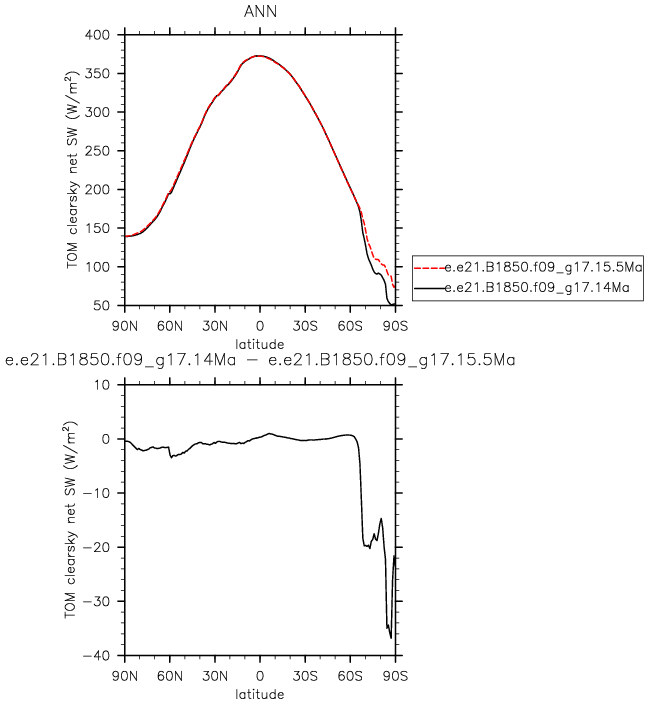 ANN
TOM clearsky net SW (W/m²)
400
350
300
250
200
150
100
50
90N 60N 30N 0 30S 60S 90S
latitude
e.e21.B1850.f09_g17.15.5Ma
e.e21.B1850.f09_g17.14Ma
e.e21.B1850.f09_g17.14Ma − e.e21.B1850.f09_g17.15.5Ma
TOM clearsky net SW (W/m²)
10
0
−10
−20
−30
−40
90N 60N 30N 0 30S 60S 90S
latitude